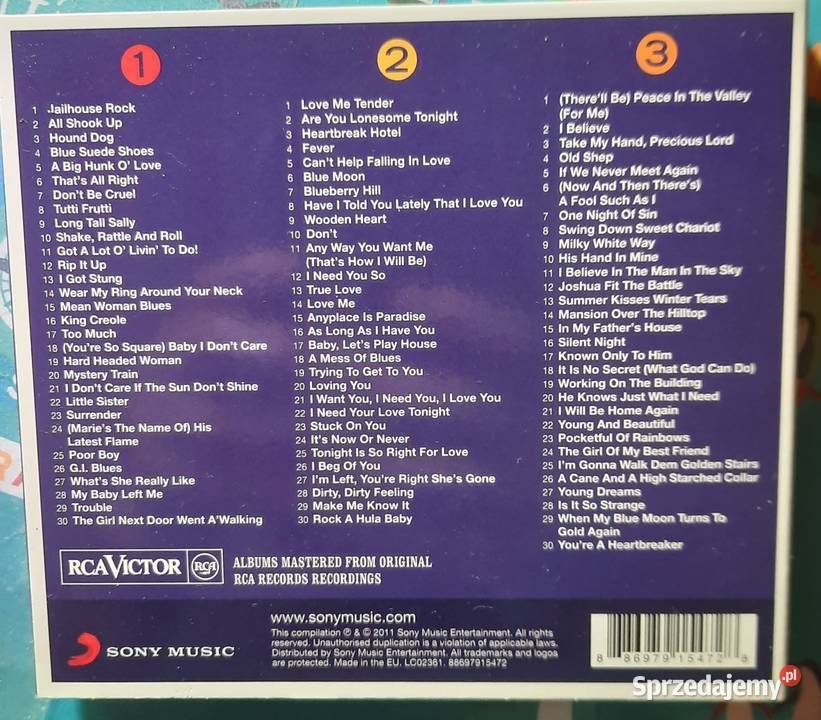 1
1 Jailhouse Rock
2 All Shook Up
3 Hound Dog
4 Blue Suede Shoes
5 A Big Hunk O' Love
6 That's All Right
7 Don't Be Cruel
8 Tutti Frutti
9 Long Tall Sally
10 Shake, Rattle And Roll
11 Got A Lot O' Livin' To Do!
12 Rip It Up
13 I Got Stung
14 Wear My Ring Around Your Neck
15 Mean Woman Blues
16 King Creole
17 Too Much
18 (You're So Square) Baby I Don't Care
19 Hard Headed Woman
20 Mystery Train
21 I Don't Care If The Sun Don't Shine
22 Little Sister
23 Surrender
24 (Marie's The Name Of) His
Latest Flame
25 Poor Boy
26 G.I. Blues
27 What's She Really Like
28 My Baby Left Me
29 Trouble
30 The Girl Next Door Went A'Walking
2
1 Love Me Tender
2 Are You Lonesome Tonight
3 Heartbreak Hotel
4 Fever
5 Can't Help Falling In Love
6 Blue Moon
7 Blueberry Hill
8 Have I Told You Lately That I Love You
9 Wooden Heart
10 Don't
11 Any Way You Want Me
(That's How I Will Be)
12 I Need You So
13 True Love
14 Love Me
15 Anyplace Is Paradise
16 As Long As I Have You
17 Baby, Let's Play House
18 A Mess Of Blues
19 Trying To Get To You
20 Loving You
21 I Want You, I Need You, I Love You
22 I Need Your Love Tonight
23 Stuck On You
24 It's Now Or Never
25 Tonight Is So Right For Love
26 I Beg Of You
27 I'm Left, You're Right She's Gone
28 Dirty, Dirty Feeling
29 Make Me Know It
30 Rock A Hula Baby
3
1 (There'll Be) Peace In The Valley
(For Me)
2 I Believe
3 Take My Hand, Precious Lord
4 Old Shep
5 If We Never Meet Again
6 (Now And Then There's)
A Fool Such As I
7 One Night Of Sin
8 Swing Down Sweet Chariot
9 Milky White Way
10 His Hand In Mine
11 I Believe In The Man In The Sky
12 Joshua Fit The Battle
13 Summer Kisses Winter Tears
14 Mansion Over The Hilltop
15 In My Father's House
16 Silent Night
17 Known Only To Him
18 It Is No Secret (What God Can Do)
19 Working On The Building
20 He Knows Just What I Need
21 I Will Be Home Again
22 Young And Beautiful
23 Pocketful Of Rainbows
24 The Girl Of My Best Friend
25 I'm Gonna Walk Dem Golden Stairs
26 A Cane And A High Starched Collar
27 Young Dreams
28 Is It So Strange
29 When My Blue Moon Turns To
Gold Again
30 You're A Heartbreaker
RCA VICTOR RCA
ALBUMS MASTERED FROM ORIGINAL
RCA RECORDS RECORDINGS
SONY MUSIC
www.sonymusic.com
This compilation ℗ & © 2011 Sony Music Entertainment. All rights
reserved. Unauthorised duplication is a violation of applicable laws.
Distributed by Sony Music Entertainment. All trademarks and logos
are protected. Made in the EU. LC02361. 88697915472
8 86979 15472 8
Sprzedajemy.pl